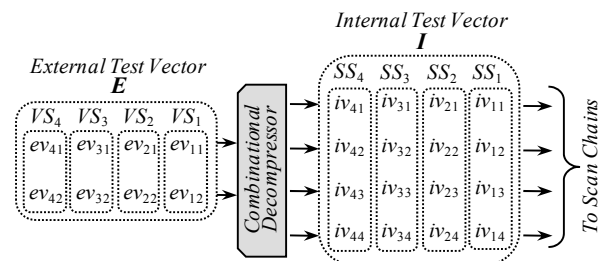 Internal Test Vector
I
External Test Vector
E
SS₄ SS₃ SS₂ SS₁
VS₄ VS₃ VS₂ VS₁
iv₄₁ iv₃₁ iv₂₁ iv₁₁
ev₄₁ ev₃₁ ev₂₁ ev₁₁
iv₄₂ iv₃₂ iv₂₂ iv₁₂
ev₄₂ ev₃₂ ev₂₂ ev₁₂
iv₄₃ iv₃₃ iv₂₃ iv₁₃
iv₄₄ iv₃₄ iv₂₄ iv₁₄
Combinational
Decompressor
To Scan Chains